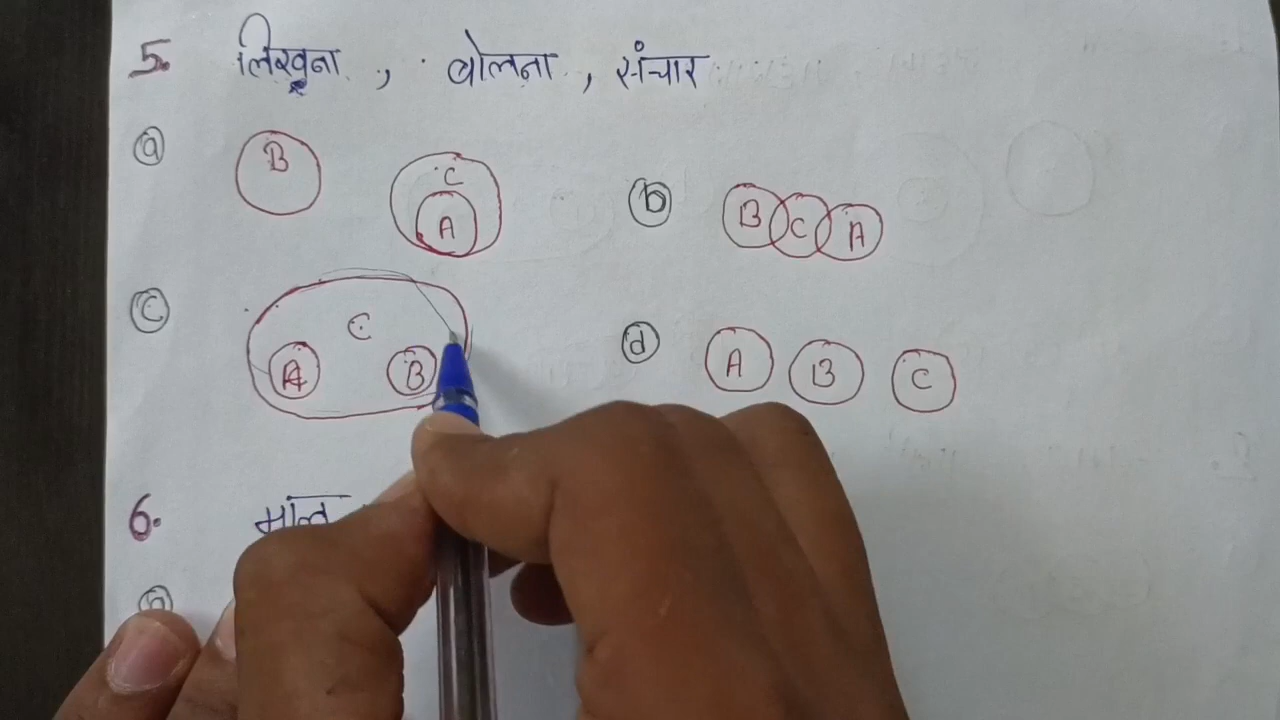 5. लिखना , बोलना , संचार
ⓐ B C A
ⓑ B C A
ⓒ C A B
ⓓ A B C
6.
ⓐ